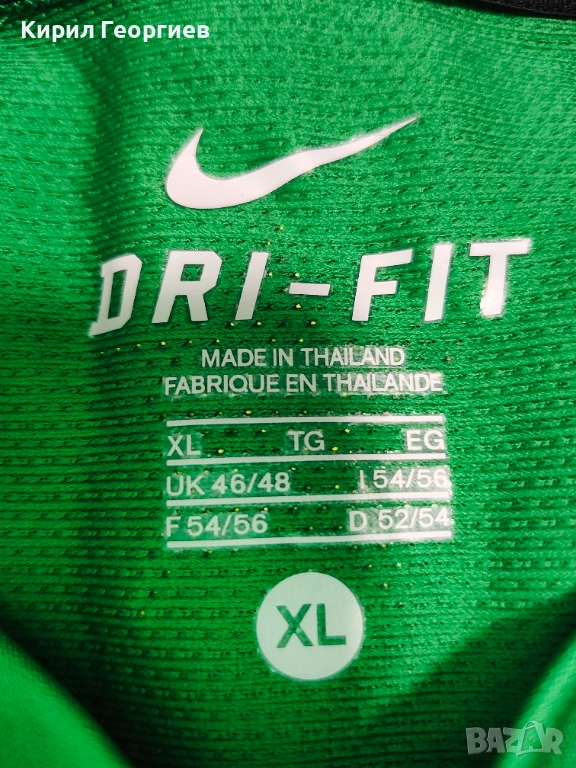 Кирил Георгиев
DRI-FIT
MADE IN THAILAND
FABRIQUE EN THAILANDE
XL TG EG
UK 46/48 I 54/56
F 54/56 D 52/54
XL
BAZAR